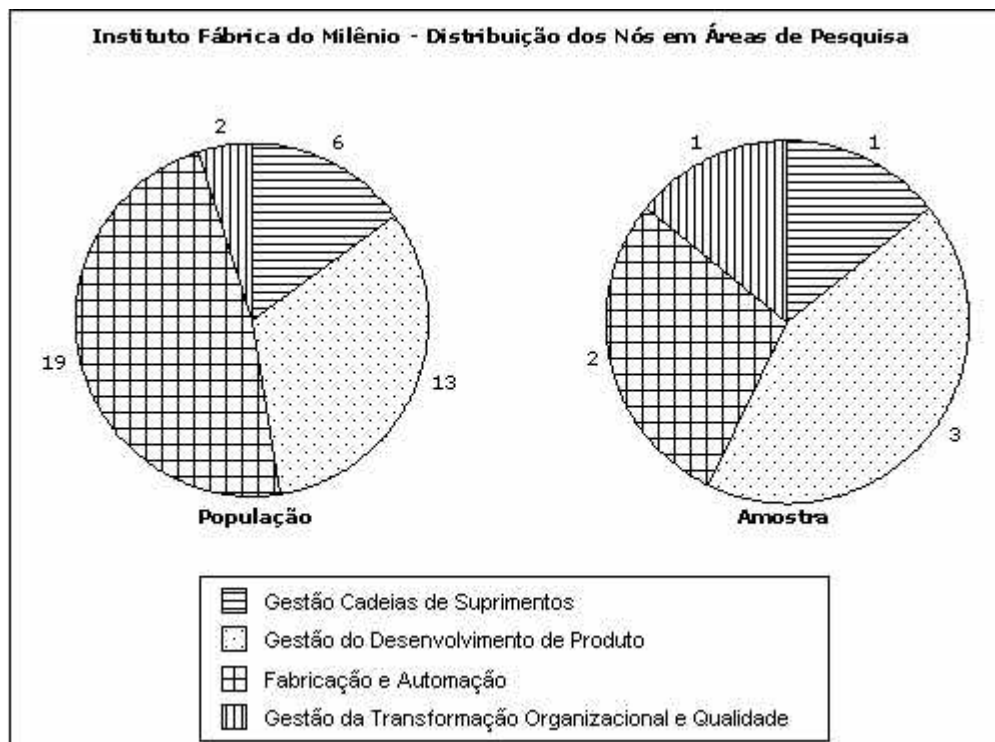 Instituto Fábrica do Milênio - Distribuição dos Nós em Áreas de Pesquisa
2
6
19
13
População
1
1
2
3
Amostra
Gestão Cadeias de Suprimentos
Gestão do Desenvolvimento de Produto
Fabricação e Automação
Gestão da Transformação Organizacional e Qualidade